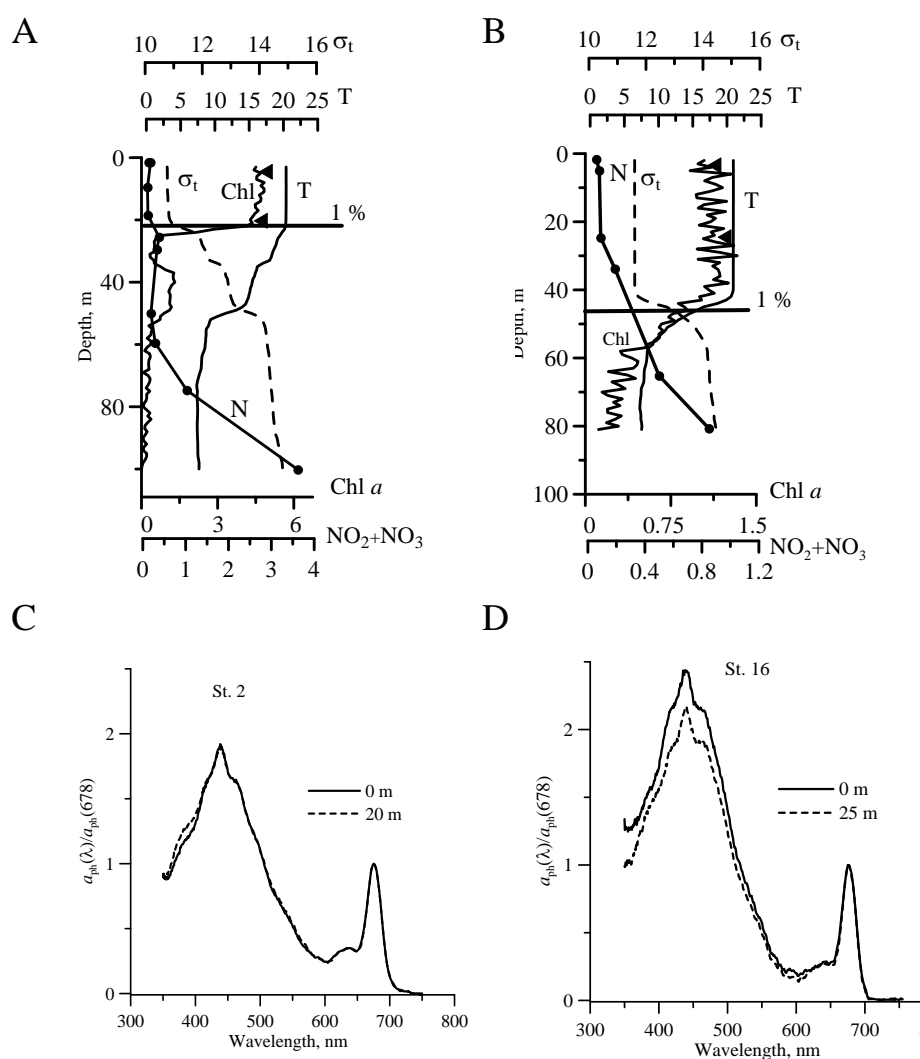 A
10 12 14 16 σt
0 5 10 15 20 25 T
0
σt
Chl
T
1 %
40
Depth, m
80
N
Chl a
0 3 6
NO2+NO3
0 1 2 3 4
B
10 12 14 16 σt
0 5 10 15 20 25 T
0
N
σt
T
20
40
1 %
Depth, m
Chl
60
80
100
Chl a
0 0.75 1.5
NO2+NO3
0 0.4 0.8 1.2
C
St. 2
2
0 m
20 m
aph(λ)/aph(678)
1
0
300 400 500 600 700 800
Wavelength, nm
D
St. 16
2
0 m
25 m
aph(λ)/aph(678)
1
0
300 400 500 600 700
Wavelength, nm